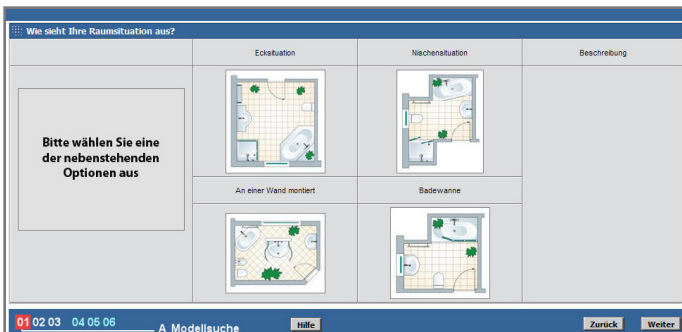 Wie sieht Ihre Raumsituation aus?
Ecksituation
Nischensituation
Beschreibung
Bitte wählen Sie eine
der nebenstehenden
Optionen aus
An einer Wand montiert
Badewanne
01 02 03 04 05 06
A Modellsuche
Hilfe
Zurück
Weiter